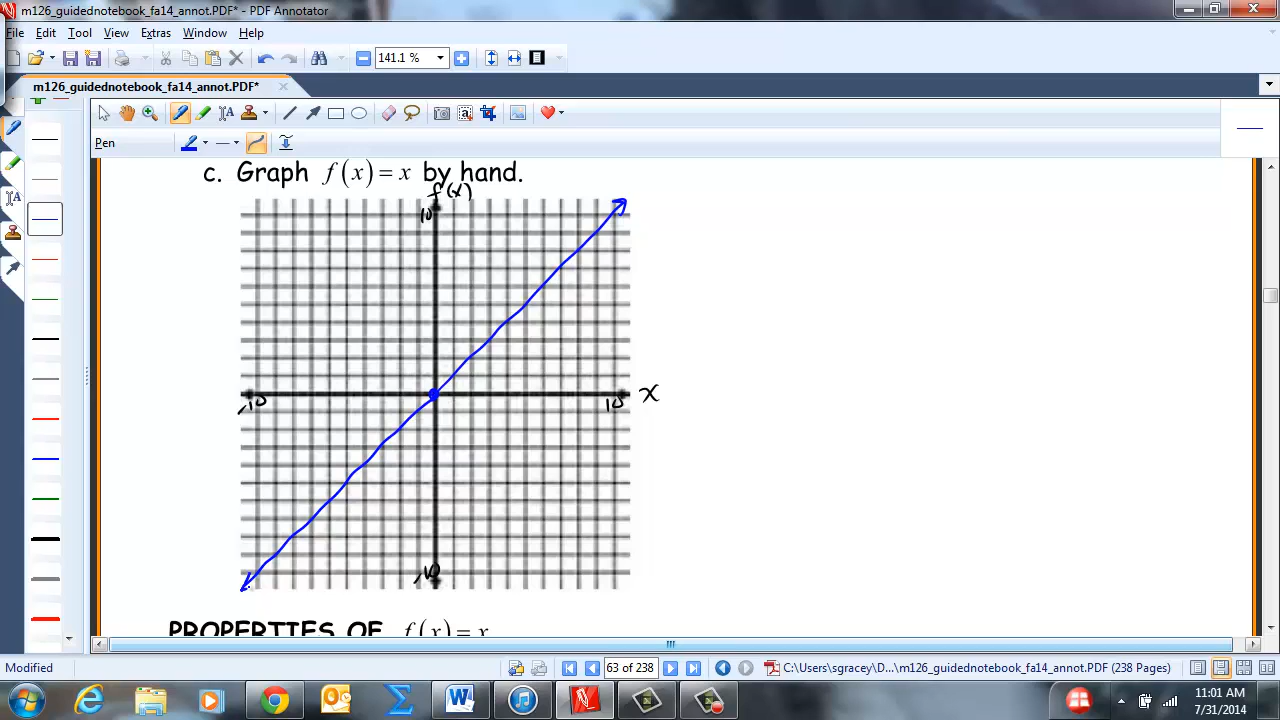 m126_guidednotebook_fa14_annot.PDF* - PDF Annotator
File Edit Tool View Extras Window Help
141.1 %
m126_guidednotebook_fa14_annot.PDF*
Pen
c. Graph f(x) = x by hand.
f(x)
10
-10 10 x
-10
PROPERTIES OF f(x) = x
Modified
63 of 238
C:\Users\sgracey\D...\m126_guidednotebook_fa14_annot.PDF (238 Pages)
11:01 AM
7/31/2014